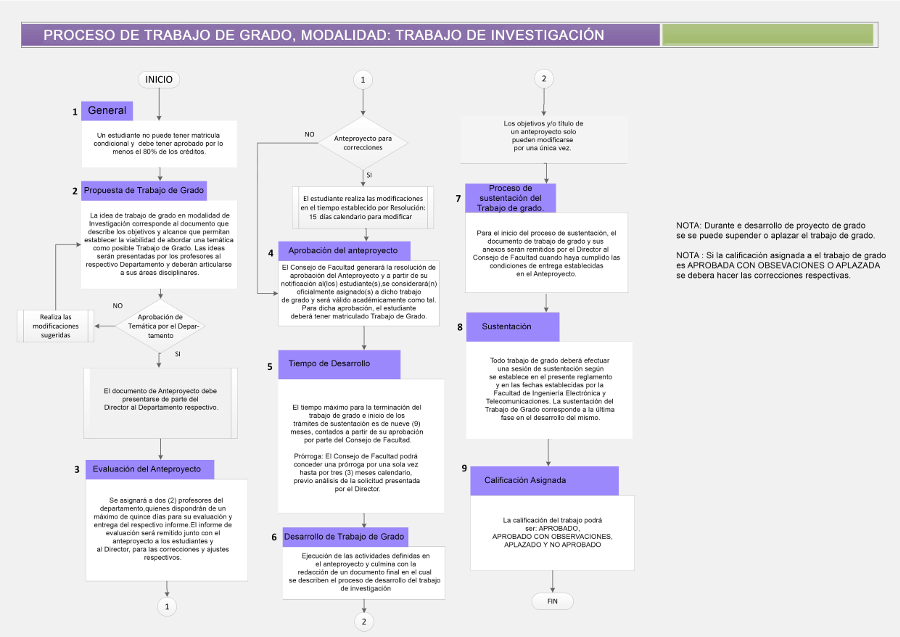 PROCESO DE TRABAJO DE GRADO, MODALIDAD: TRABAJO DE INVESTIGACIÓN
INICIO
1 General
Un estudiante no puede tener matricula
condicional y debe tener aprobado por lo
menos el 80% de los créditos.
2 Propuesta de Trabajo de Grado
La idea de trabajo de grado en modalidad de
Investigación corresponde al documento que
describe los objetivos y alcance que permitan
establecer la viabilidad de abordar una temática
como posible Trabajo de Grado. Las ideas
serán presentadas por los profesores al
respectivo Departamento y deberán articularse
a sus áreas disciplinares.
NO
Aprobación de
Temática por el Depar-
tamento
Realiza las
modificaciones
sugeridas
SI
El documento de Anteproyecto debe
presentarse de parte del
Director al Departamento respectivo.
3 Evaluación del Anteproyecto
Se asignará a dos (2) profesores del
departamento,quienes dispondrán de un
máximo de quince días para su evaluación y
entrega del respectivo informe.El informe de
evaluación será remitido junto con el
anteproyecto a los estudiantes y
al Director, para las correcciones y ajustes
respectivos.
1
1
NO
Anteproyecto para
correcciones
SI
El estudiante realiza las modificaciones
en el tiempo establecido por Resolución:
15 días calendario para modificar
4 Aprobación del anteproyecto
El Consejo de Facultad generará la resolución de
aprobación del Anteproyecto y a partir de su
notificación al(los) estudiante(s),se considerará(n)
oficialmente asignado(s) a dicho trabajo
de grado y será válido académicamente como tal.
Para dicha aprobación, el estudiante
deberá tener matriculado Trabajo de Grado.
5 Tiempo de Desarrollo
El tiempo máximo para la terminación del
trabajo de grado e inicio de los
trámites de sustentación es de nueve (9)
meses, contados a partir de su aprobación
por parte del Consejo de Facultad.
Prórroga: El Consejo de Facultad podrá
conceder una prórroga por una sola vez
hasta por tres (3) meses calendario,
previo análisis de la solicitud presentada
por el Director.
6 Desarrollo de Trabajo de Grado
Ejecución de las actividades definidas en
el anteproyecto y culmina con la
redacción de un documento final en el cual
se describen el proceso de desarrollo del trabajo
de investigación
2
2
Los objetivos y/o título de
un anteproyecto solo
pueden modificarse
por una única vez.
7 Proceso de
sustentación del
Trabajo de grado.
Para el inicio del proceso de sustentación, el
documento de trabajo de grado y sus
anexos serán remitidos por el Director al
Consejo de Facultad cuando haya cumplido las
condiciones de entrega establecidas
en el Anteproyecto.
8 Sustentación
Todo trabajo de grado deberá efectuar
una sesión de sustentación según
se establece en el presente reglamento
y en las fechas establecidas por la
Facultad de Ingeniería Electrónica y
Telecomunicaciones. La sustentación del
Trabajo de Grado corresponde a la última
fase en el desarrollo del mismo.
9 Calificación Asignada
La calificación del trabajo podrá
ser: APROBADO,
APROBADO CON OBSERVACIONES,
APLAZADO Y NO APROBADO
FIN
NOTA: Durante e desarrollo de proyecto de grado
se se puede supender o aplazar el trabajo de grado.
NOTA : Si la calificación asignada a el trabajo de grado
es APROBADA CON OBSEVACIONES O APLAZADA
se debera hacer las correcciones respectivas.